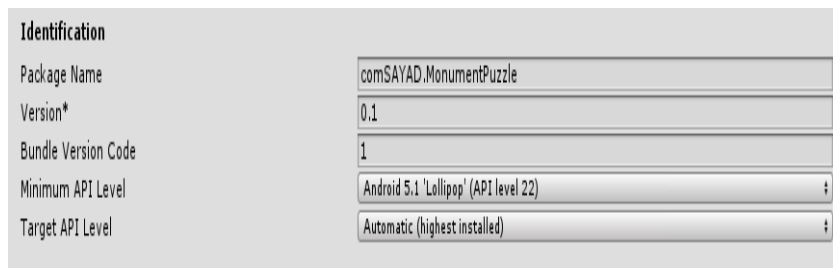 Identification
Package Name comSAYAD.MonumentPuzzle
Version* 0.1
Bundle Version Code 1
Minimum API Level Android 5.1 'Lollipop' (API level 22)
Target API Level Automatic (highest installed)